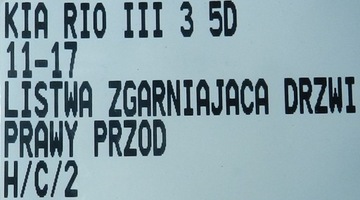 KIA RIO III 3 5D
11-17
LISTWA ZGARNIAJACA DRZWI
PRAWY PRZOD
H/C/2